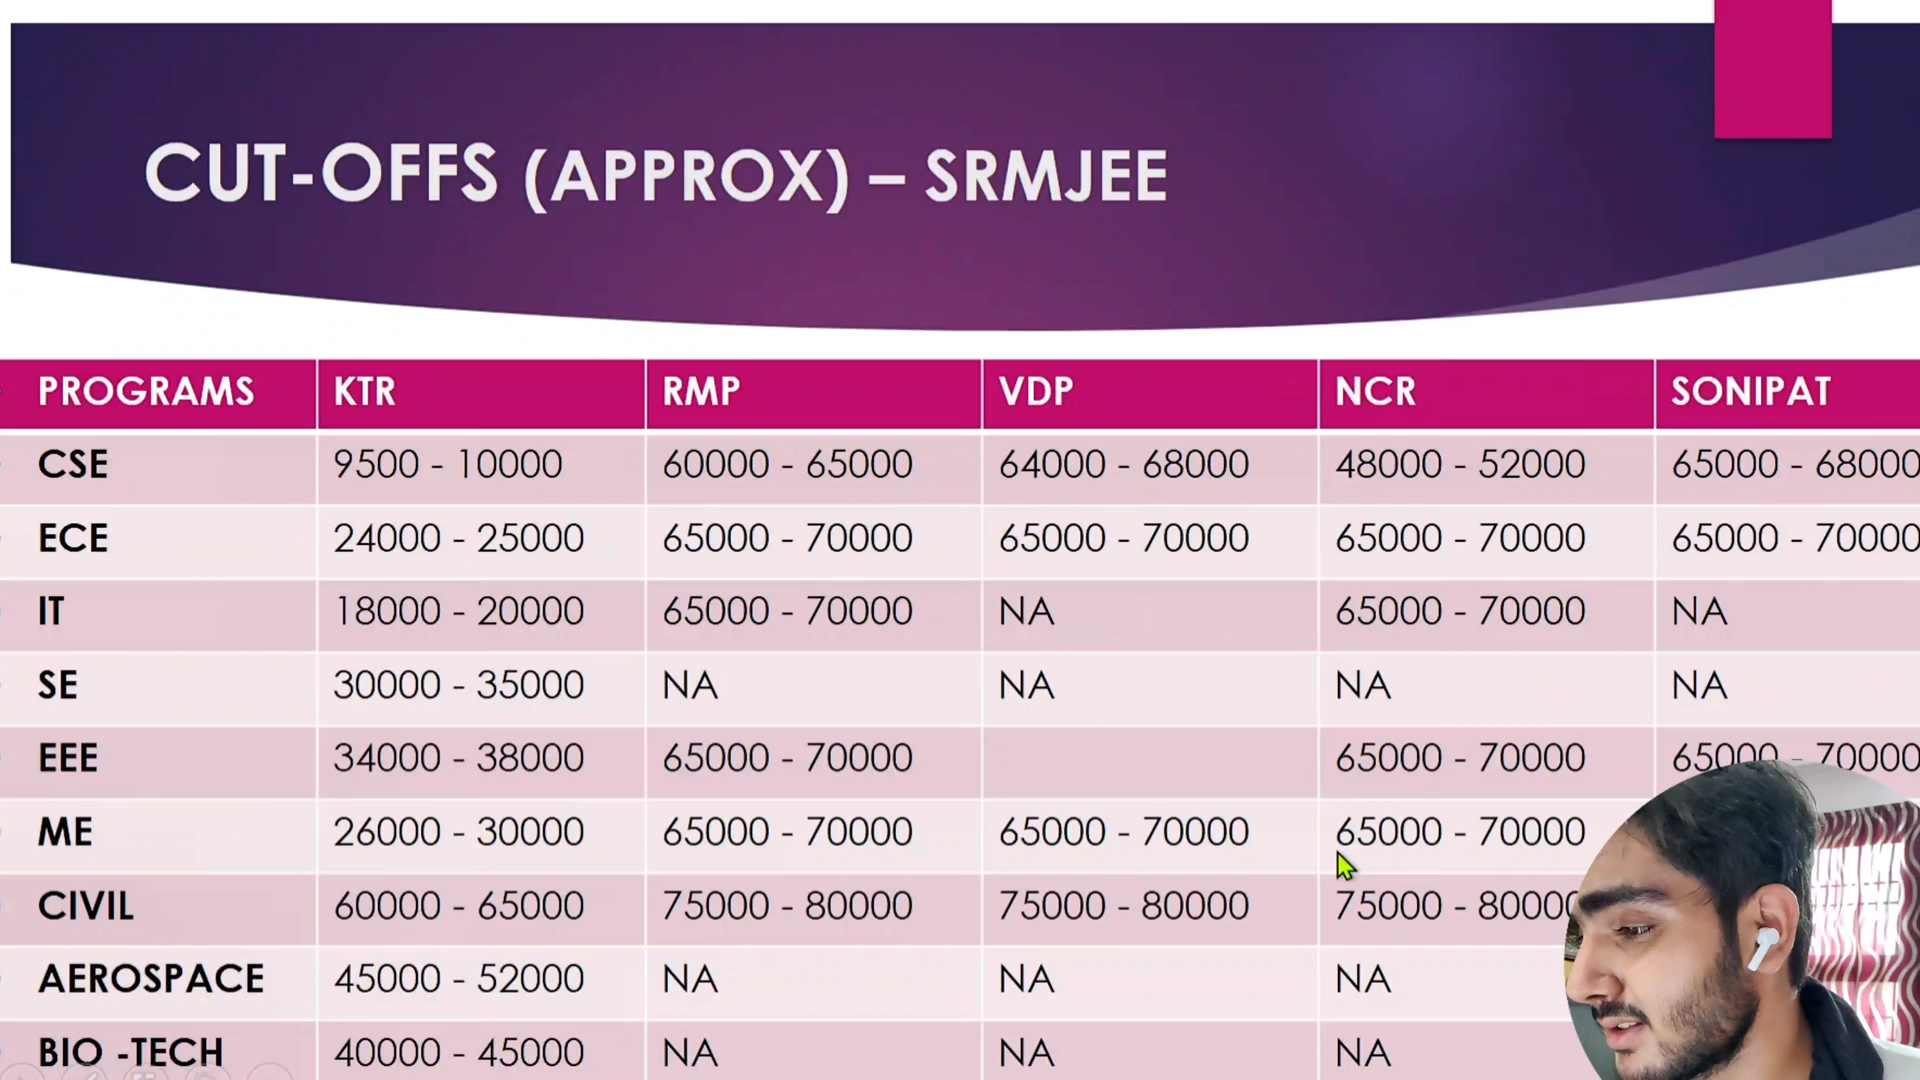 CUT-OFFS (APPROX) – SRMJEE
PROGRAMS KTR RMP VDP NCR SONIPAT
CSE 9500 - 10000 60000 - 65000 64000 - 68000 48000 - 52000 65000 - 68000
ECE 24000 - 25000 65000 - 70000 65000 - 70000 65000 - 70000 65000 - 70000
IT 18000 - 20000 65000 - 70000 NA 65000 - 70000 NA
SE 30000 - 35000 NA NA NA NA
EEE 34000 - 38000 65000 - 70000 65000 - 70000 65000 - 70000
ME 26000 - 30000 65000 - 70000 65000 - 70000 65000 - 70000
CIVIL 60000 - 65000 75000 - 80000 75000 - 80000 75000 - 80000
AEROSPACE 45000 - 52000 NA NA NA
BIO -TECH 40000 - 45000 NA NA NA